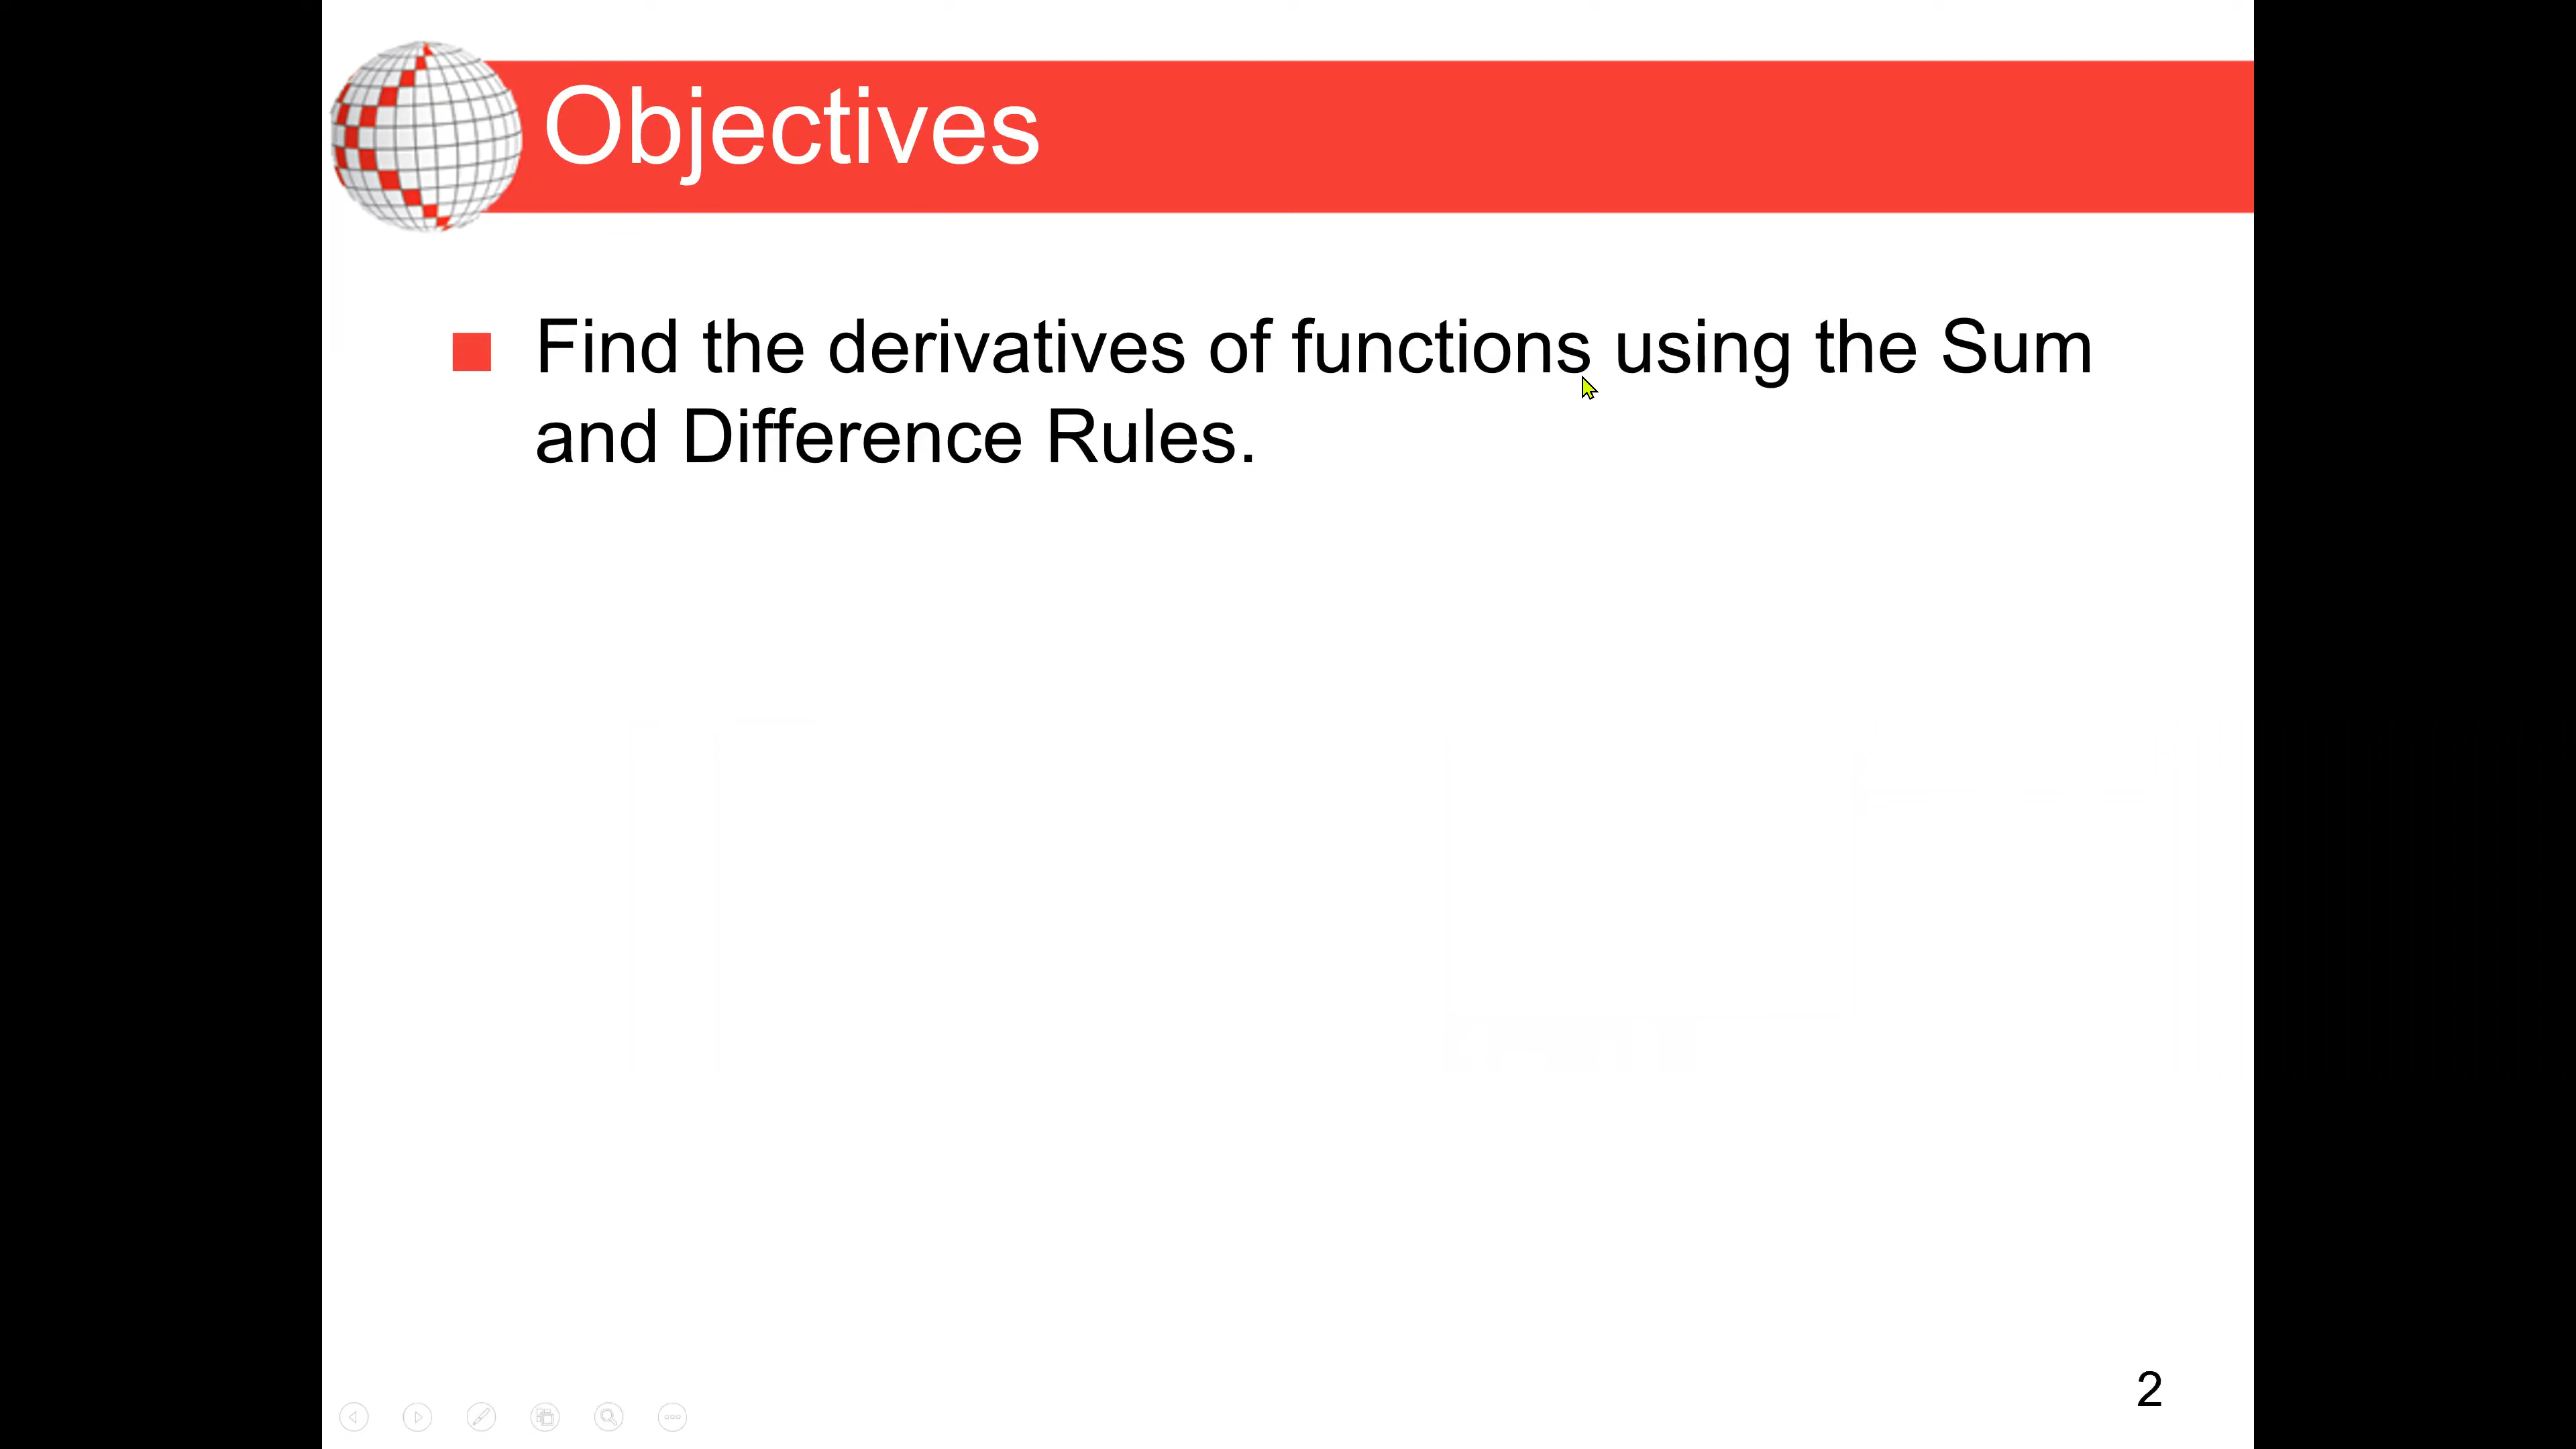 Objectives
Find the derivatives of functions using the Sum
and Difference Rules.
2